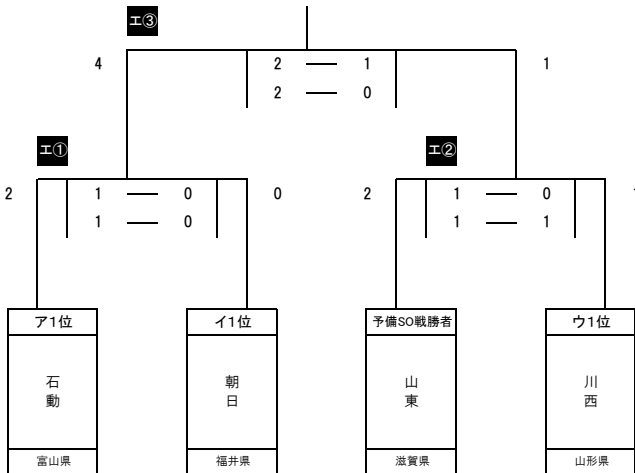 エ③
4 2 ― 1 1
2 ― 0
エ① エ②
2 1 ― 0 0 2 1 ― 0
1 ― 0 1 ― 1
ア1位 イ1位 予備SO戦勝者 ウ1位
石動 朝日 山東 川西
富山県 福井県 滋賀県 山形県